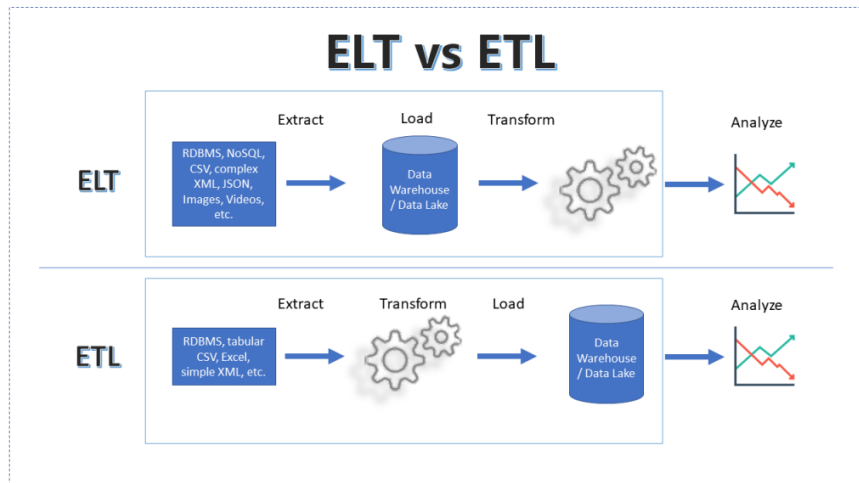 ELT vs ETL
Extract
Load
Transform
Analyze
ELT
RDBMS, NoSQL,
CSV, complex
XML, JSON,
Images, Videos,
etc.
Data
Warehouse
/ Data Lake
Extract
Transform
Load
Analyze
ETL
RDBMS, tabular
CSV, Excel,
simple XML, etc.
Data
Warehouse
/ Data Lake